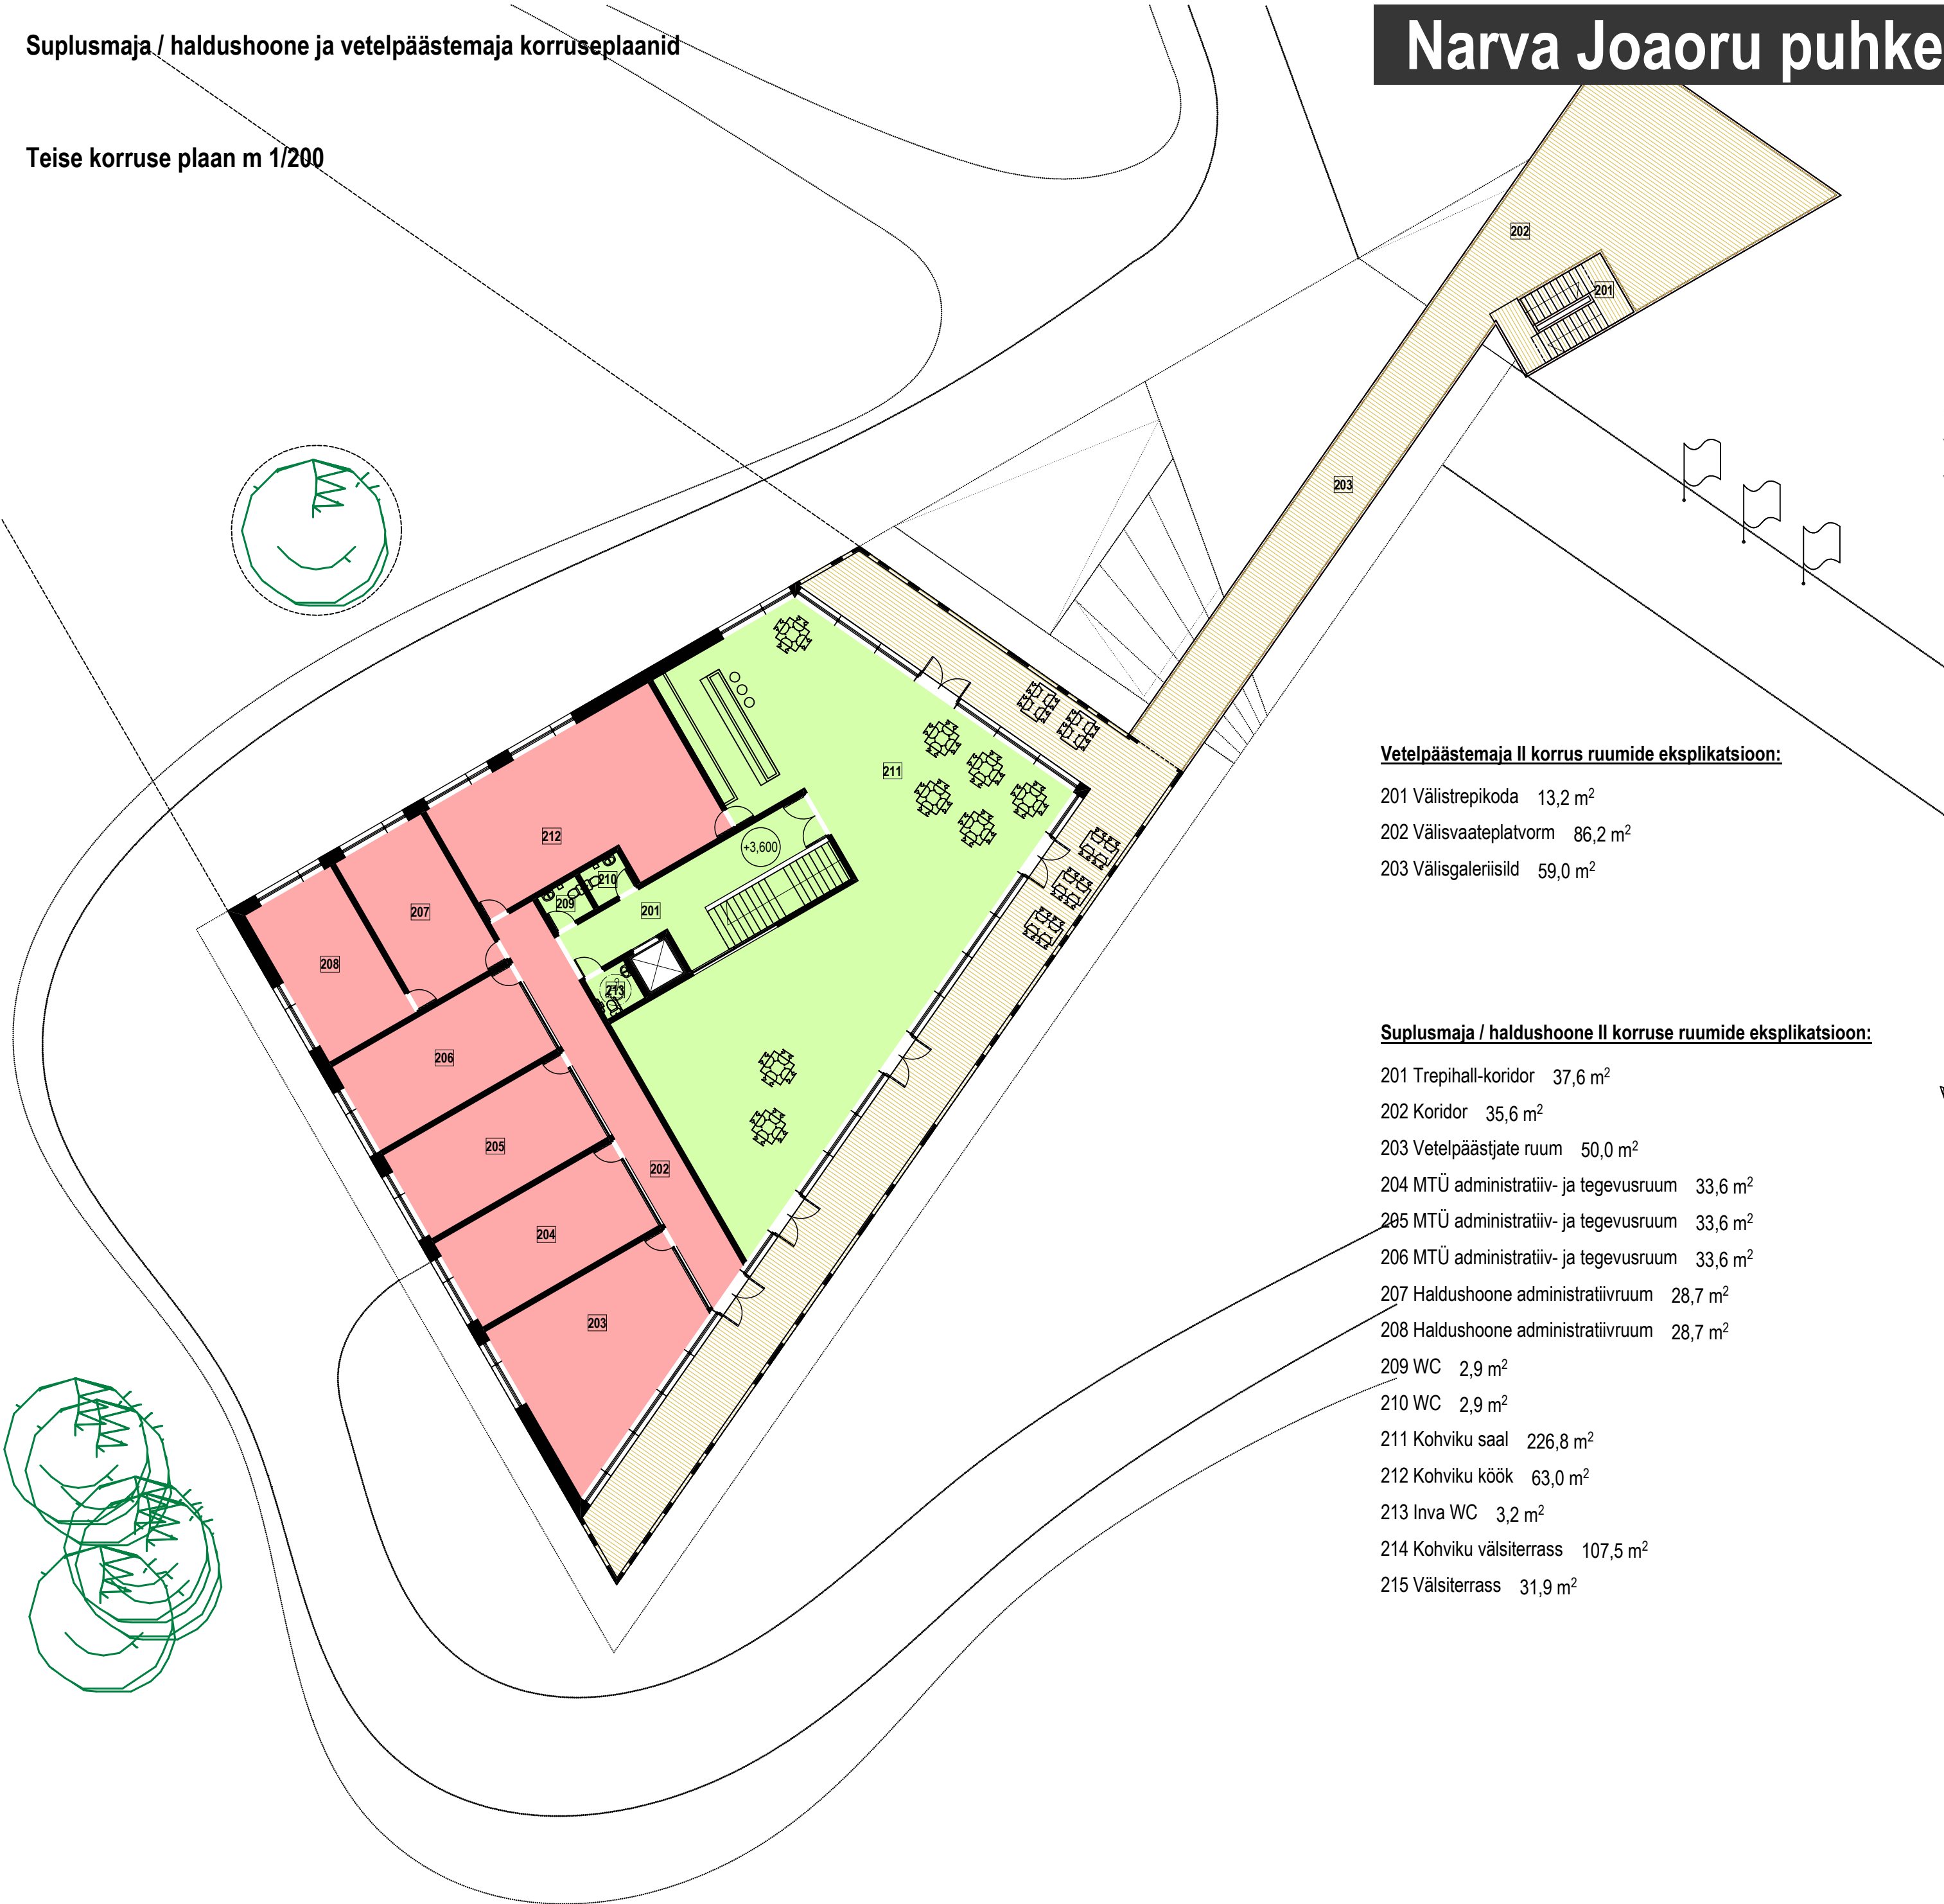 Suplusmaja / haldushoone ja vetelpäästemaja korruseplaanid
Narva Joaoru puhke
Teise korruse plaan m 1/200
202
201
203
211
212
+3,600
210
209
201
207
208
213
206
205
202
204
203
Vetelpäästemaja II korrus ruumide eksplikatsioon:
201 Välistrepikoda 13,2 m²
202 Välisvaateplatvorm 86,2 m²
203 Välisgaleriisild 59,0 m²
Suplusmaja / haldushoone II korruse ruumide eksplikatsioon:
201 Trepihall-koridor 37,6 m²
202 Koridor 35,6 m²
203 Vetelpäästjate ruum 50,0 m²
204 MTÜ administratiiv- ja tegevusruum 33,6 m²
205 MTÜ administratiiv- ja tegevusruum 33,6 m²
206 MTÜ administratiiv- ja tegevusruum 33,6 m²
207 Haldushoone administratiivruum 28,7 m²
208 Haldushoone administratiivruum 28,7 m²
209 WC 2,9 m²
210 WC 2,9 m²
211 Kohviku saal 226,8 m²
212 Kohviku köök 63,0 m²
213 Inva WC 3,2 m²
214 Kohviku välsiterrass 107,5 m²
215 Välsiterrass 31,9 m²